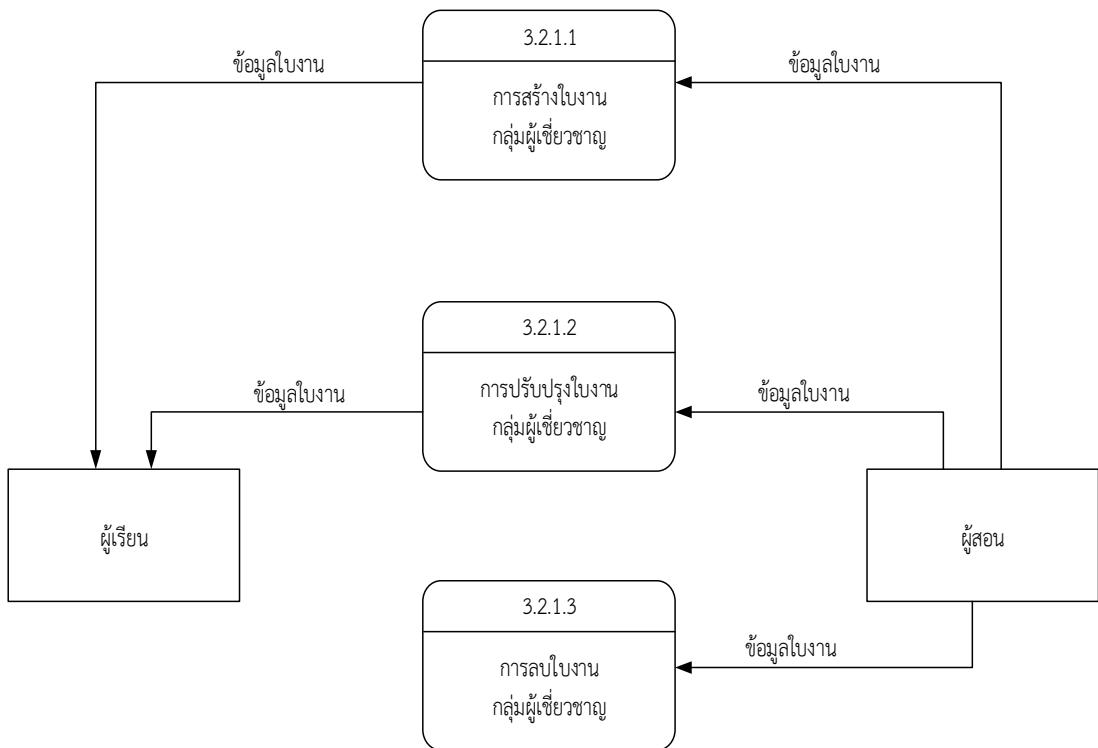 3.2.1.1
ข้อมูลใบงาน
ข้อมูลใบงาน
การสร้างใบงาน
กลุ่มผู้เชี่ยวชาญ
3.2.1.2
ข้อมูลใบงาน
ข้อมูลใบงาน
การปรับปรุงใบงาน
กลุ่มผู้เชี่ยวชาญ
ผู้เรียน
ผู้สอน
3.2.1.3
ข้อมูลใบงาน
การลบใบงาน
กลุ่มผู้เชี่ยวชาญ